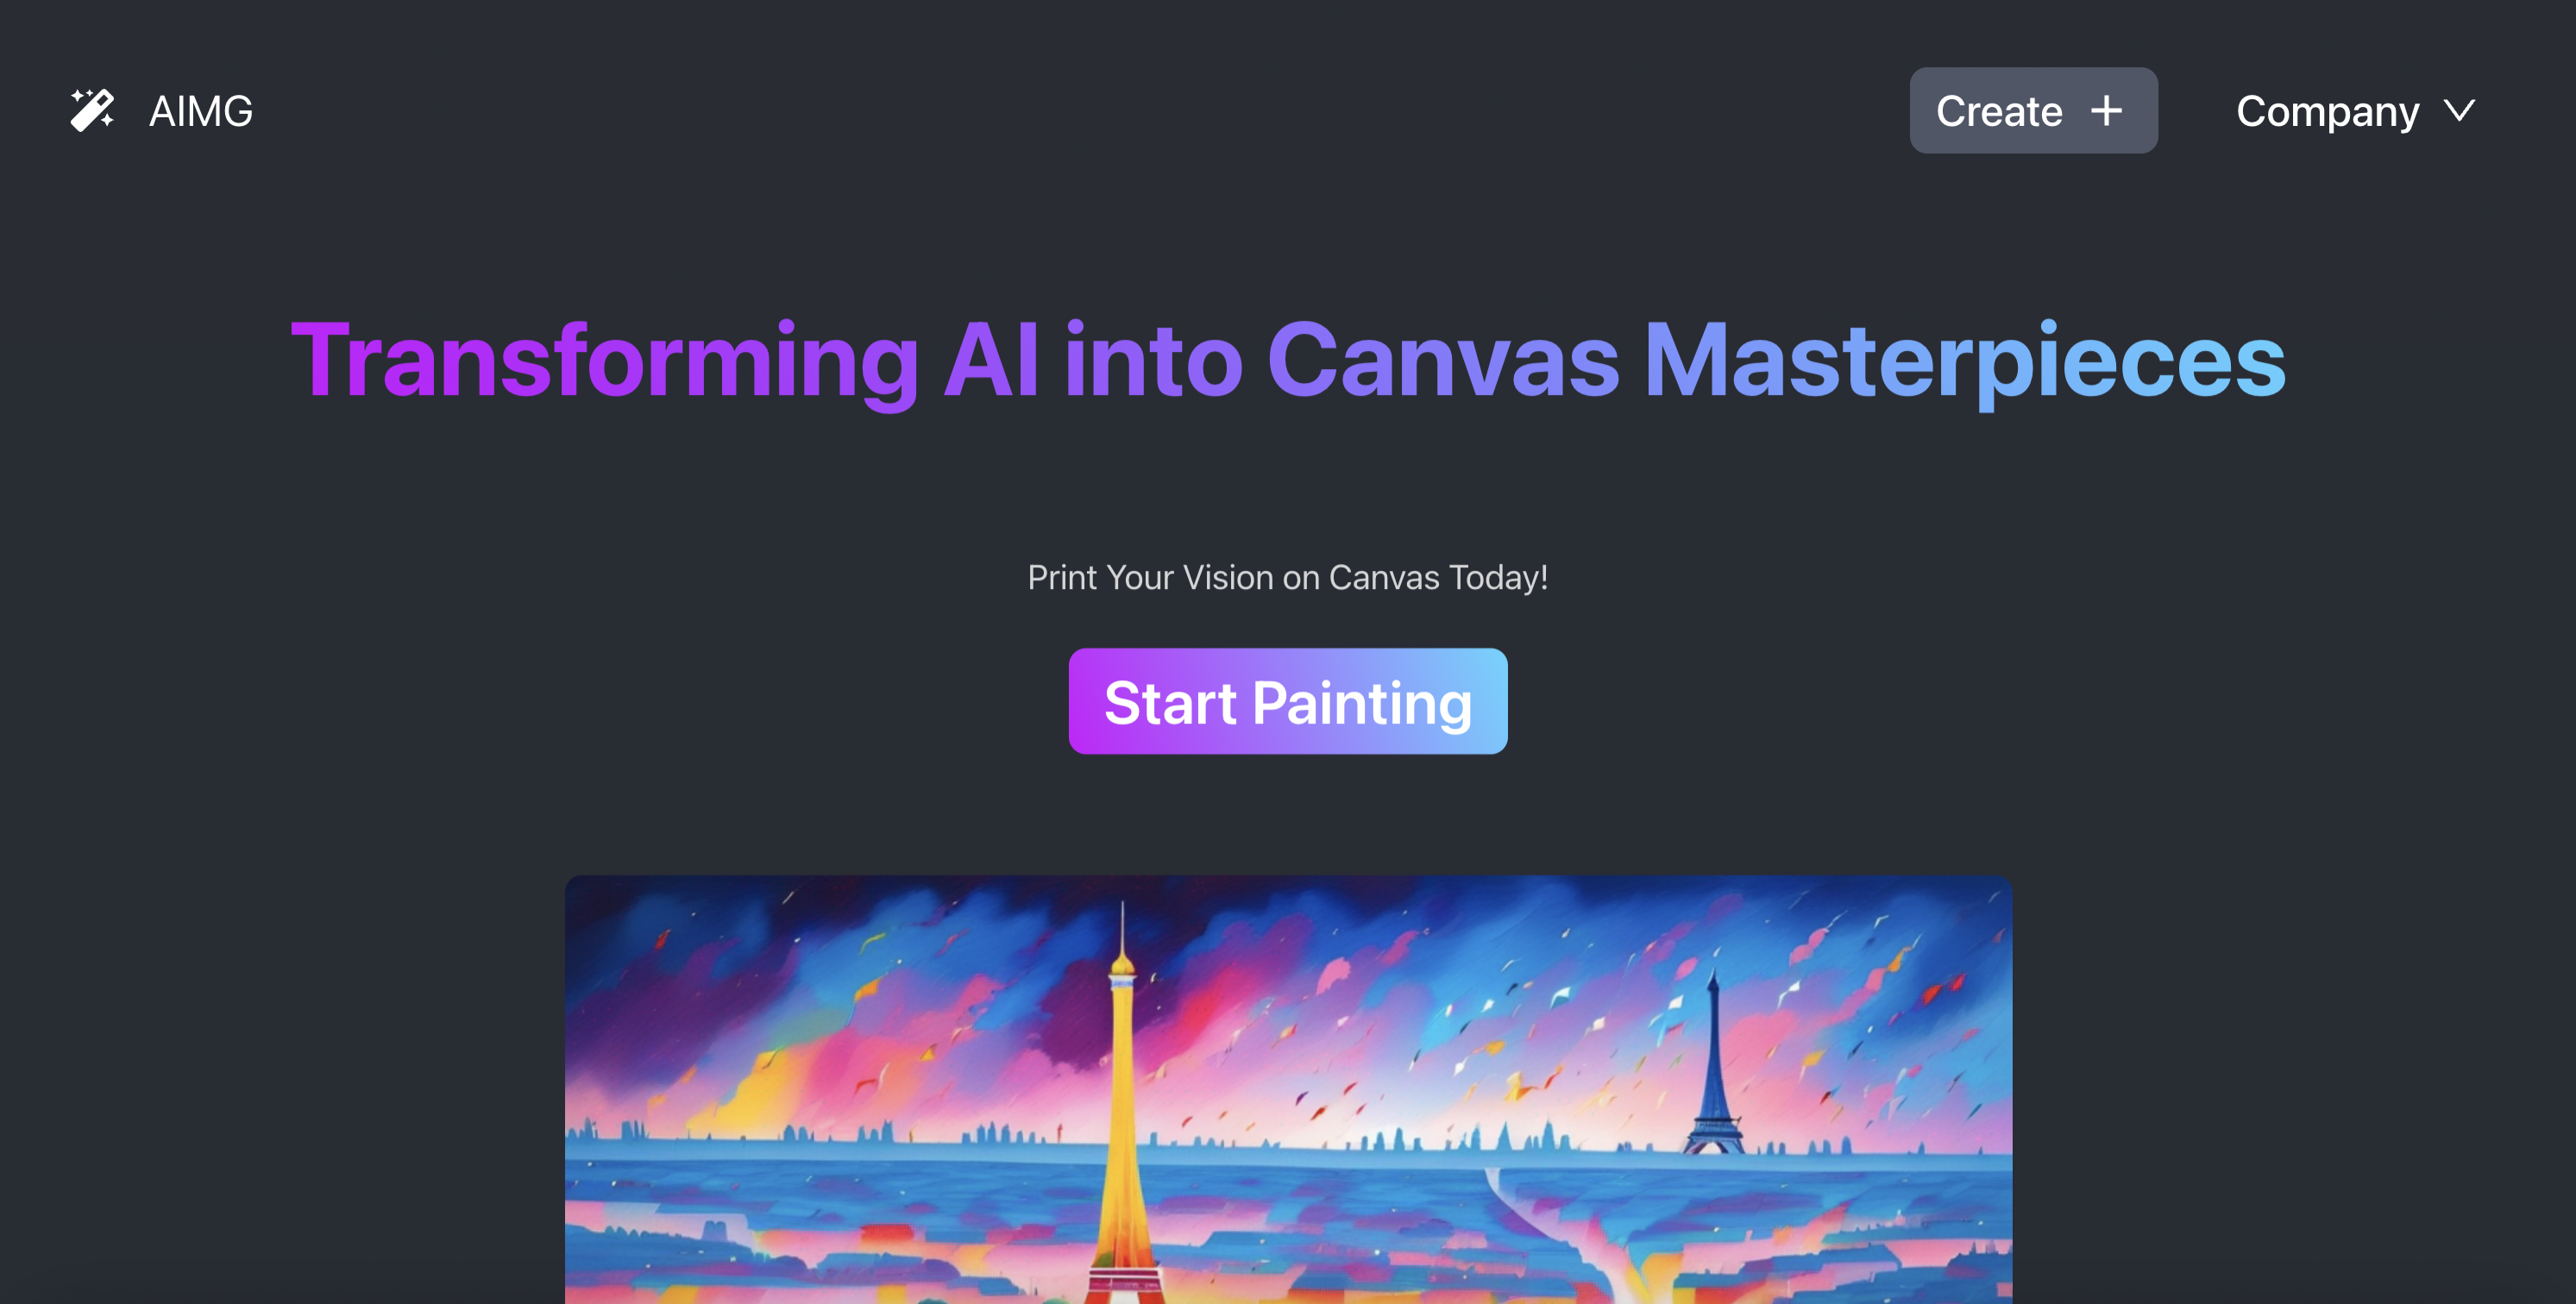 AIMG
Create +
Company
Transforming AI into Canvas Masterpieces
Print Your Vision on Canvas Today!
Start Painting